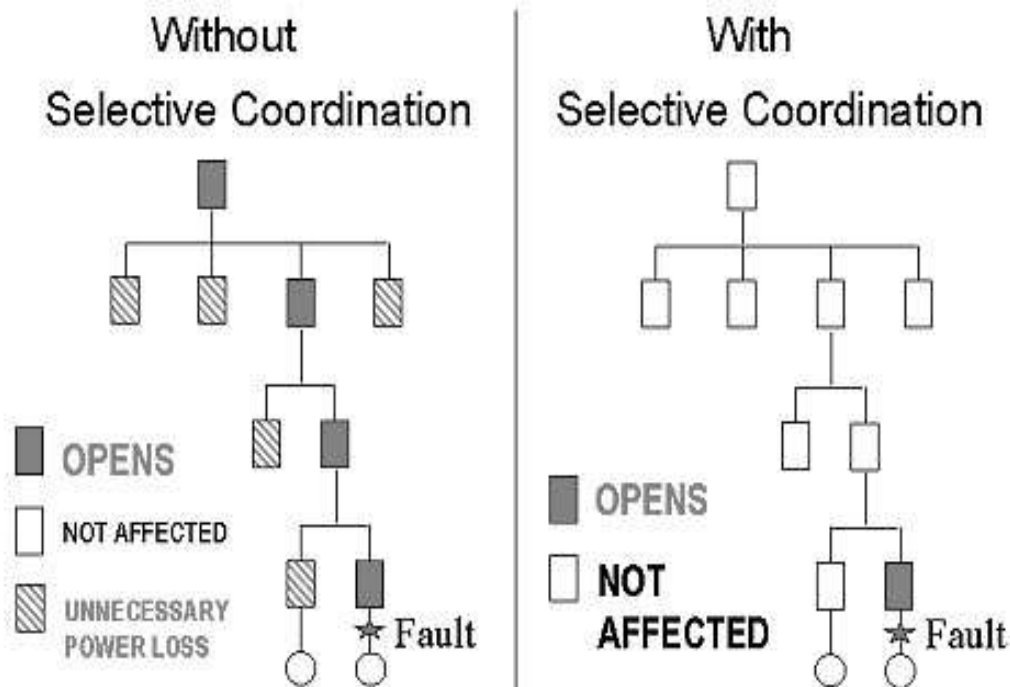 Without
Selective Coordination
OPENS
NOT AFFECTED
UNNECESSARY
POWER LOSS
Fault
With
Selective Coordination
OPENS
NOT
AFFECTED
Fault